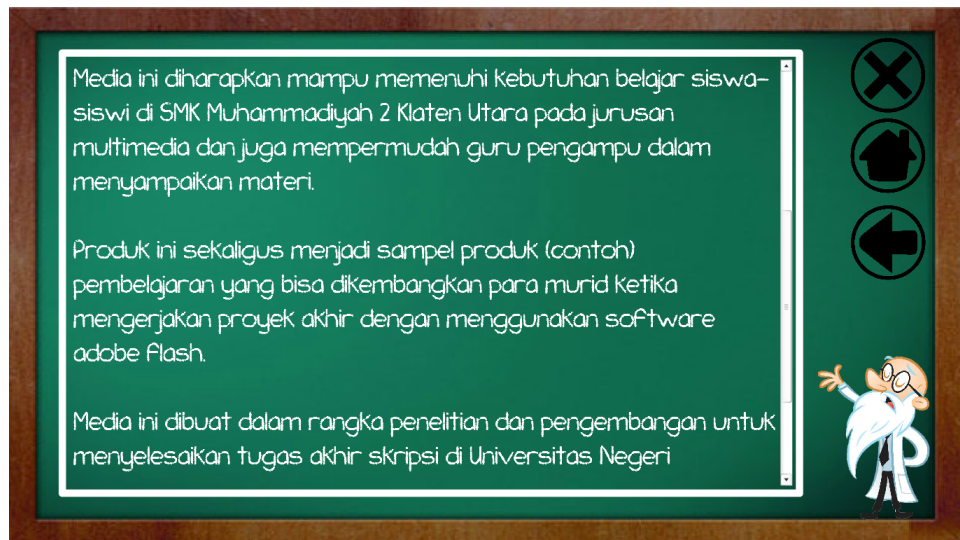 Media ini diharapkan mampu memenuhi kebutuhan belajar siswa-
siswi di SMK Muhammadiyah 2 Klaten Utara pada jurusan
multimedia dan juga mempermudah guru pengampu dalam
menyampaikan materi.
Produk ini sekaligus menjadi sampel produk (contoh)
pembelajaran yang bisa dikembangkan para murid ketika
mengerjakan proyek akhir dengan menggunakan software
adobe flash.
Media ini dibuat dalam rangka penelitian dan pengembangan untuk
menyelesaikan tugas akhir skripsi di Universitas Negeri